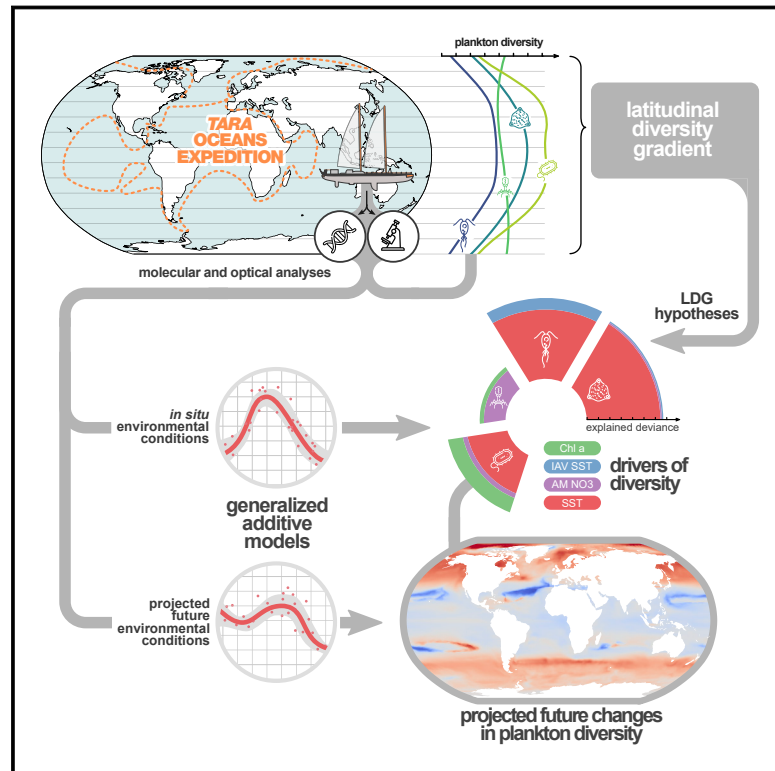 plankton diversity
TARA
OCEANS
EXPEDITION
latitudinal
diversity
gradient
molecular and optical analyses
LDG
hypotheses
in situ
environmental
conditions
explained deviance
Chl a
IAV SST
AM NO3
SST
drivers of
diversity
generalized
additive
models
projected
future
environmental
conditions
projected future changes
in plankton diversity